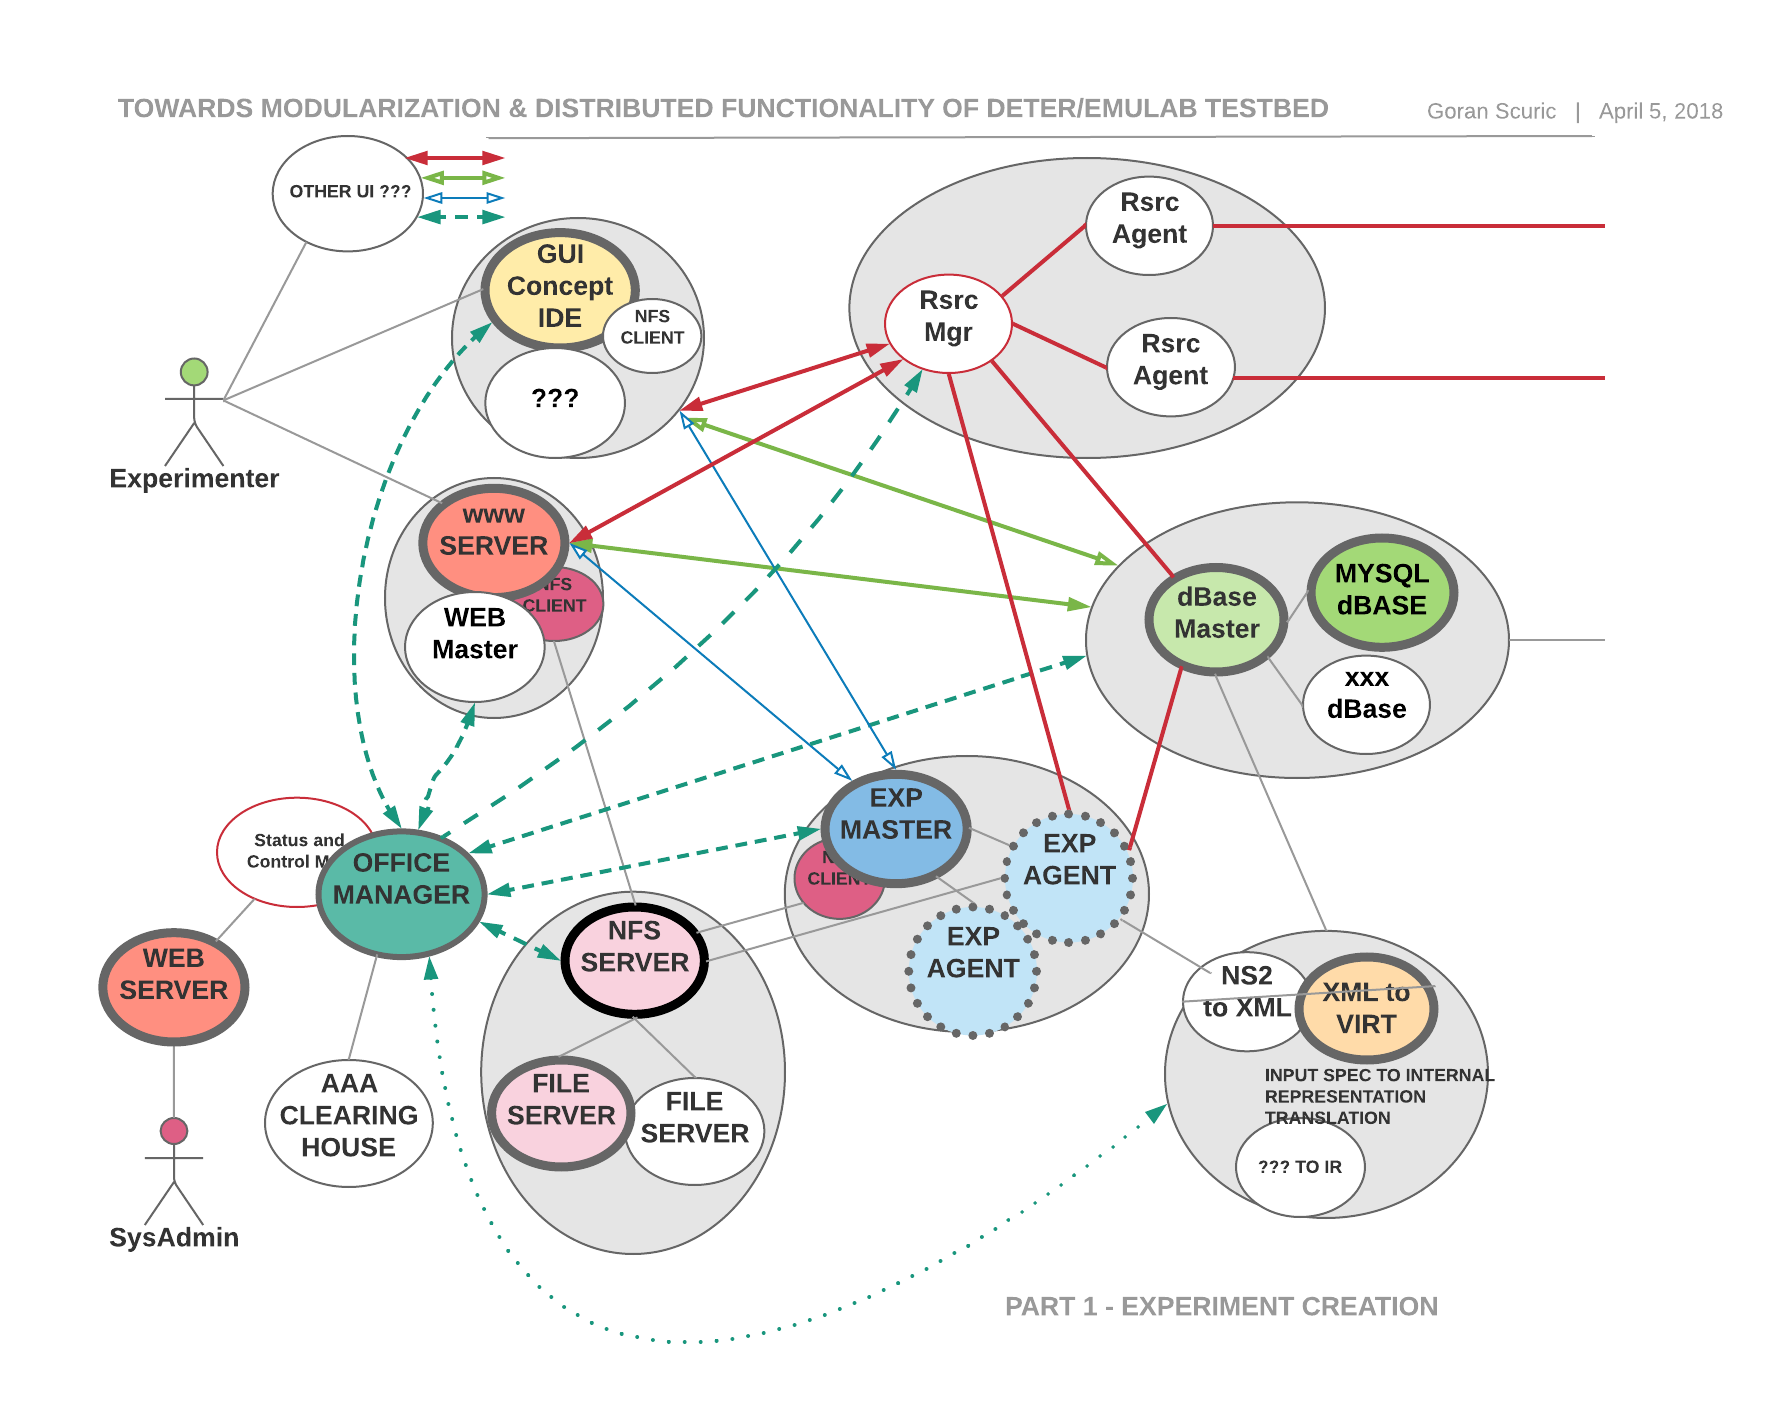 TOWARDS MODULARIZATION & DISTRIBUTED FUNCTIONALITY OF DETER/EMULAB TESTBED
Goran Scuric | April 5, 2018
OTHER UI ???
GUI
Concept
IDE
NFS
CLIENT
???
Rsrc
Agent
Rsrc
Mgr
Rsrc
Agent
Experimenter
www
SERVER
NFS
CLIENT
WEB
Master
dBase
Master
MYSQL
dBASE
xxx
dBase
Status and
Control M
OFFICE
MANAGER
EXP
MASTER
N
CLIENT
EXP
AGENT
EXP
AGENT
WEB
SERVER
NFS
SERVER
NS2
to XML
XML to
VIRT
INPUT SPEC TO INTERNAL
REPRESENTATION
TRANSLATION
??? TO IR
AAA
CLEARING
HOUSE
FILE
SERVER
FILE
SERVER
SysAdmin
PART 1 - EXPERIMENT CREATION